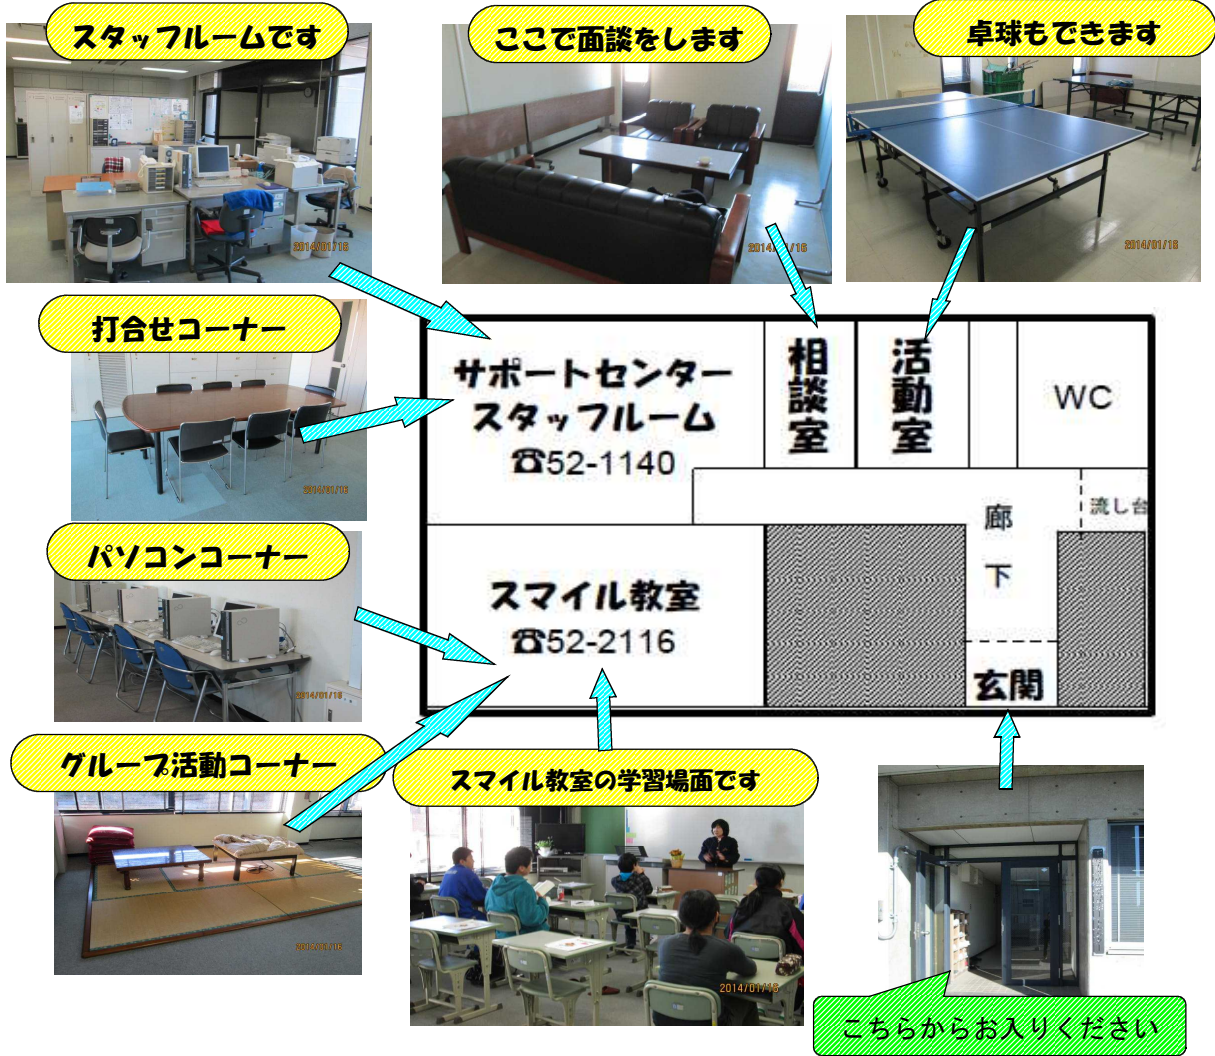 スタッフルームです
ここで面談をします
卓球もできます
2014/01/16
2014/01/16
2014/01/16
打合せコーナー
2014/01/16
サポートセンター
スタッフルーム
☎52-1140
相談室
活動室
WC
廊下
流し台
パソコンコーナー
2014/01/16
スマイル教室
☎52-2116
玄関
グループ活動コーナー
2014/01/16
スマイル教室の学習場面です
2014/01/16
こちらからお入りください